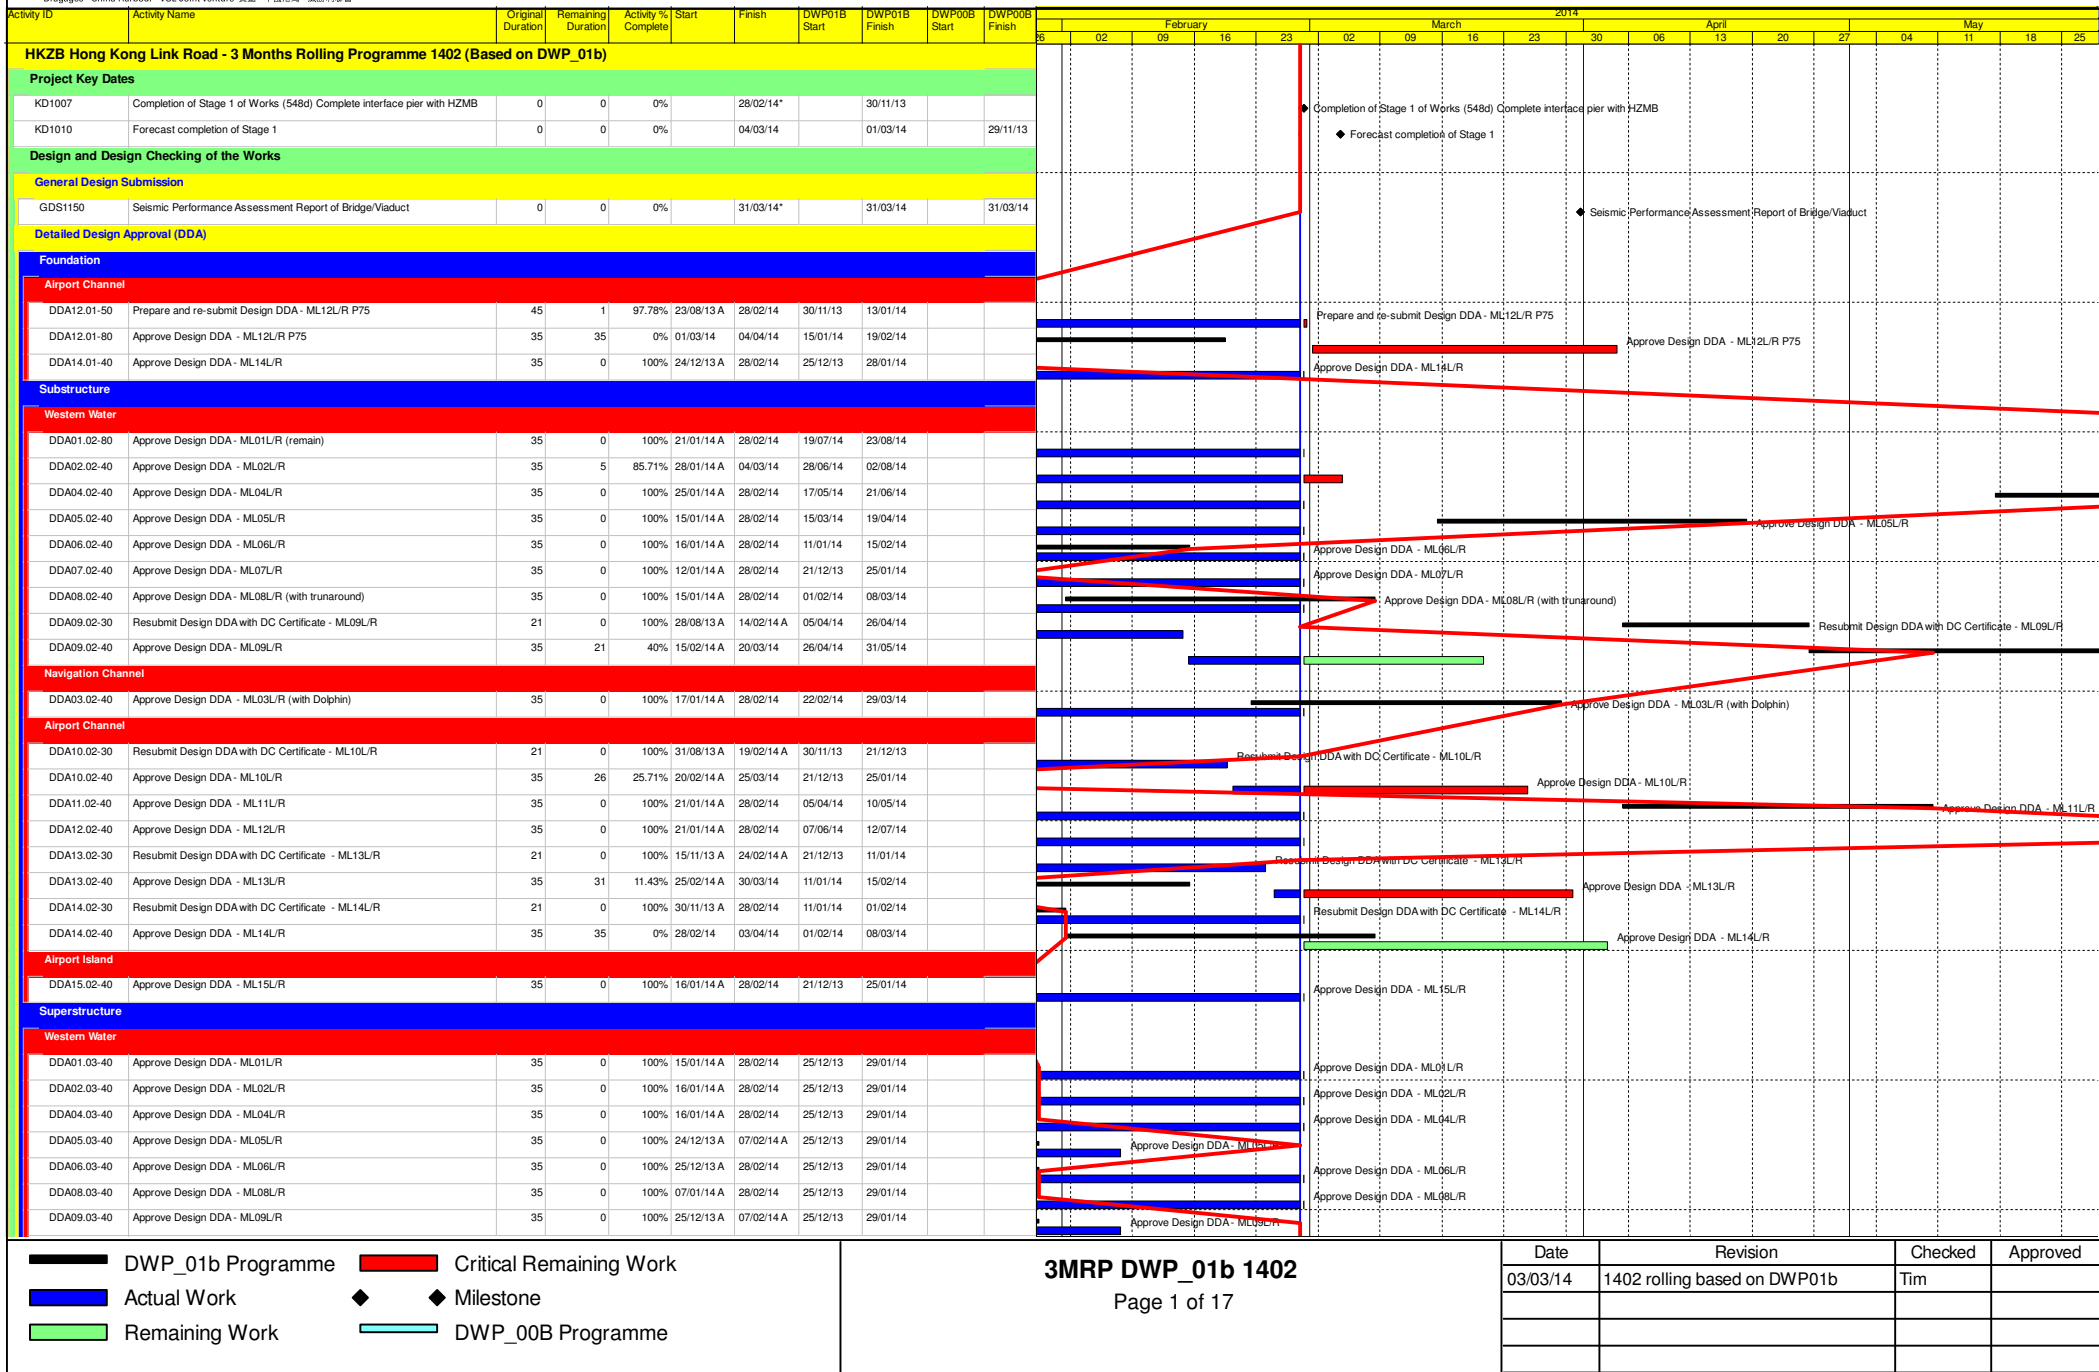 Activity ID Activity Name Original Duration Remaining Duration Activity % Complete Start Finish DWP01B Start DWP01B Finish DWP00B Start DWP00B Finish
2014
February March April May
26 02 09 16 23 02 09 16 23 30 06 13 20 27 04 11 18 25
HKZB Hong Kong Link Road - 3 Months Rolling Programme 1402 (Based on DWP_01b)
Project Key Dates
KD1007 Completion of Stage 1 of Works (548d) Complete interface pier with HZMB 0 0 0% 28/02/14* 30/11/13 Completion of Stage 1 of Works (548d) Complete interface pier with HZMB
KD1010 Forecast completion of Stage 1 0 0 0% 04/03/14 01/03/14 29/11/13 Forecast completion of Stage 1
Design and Design Checking of the Works
General Design Submission
GDS1150 Seismic Performance Assessment Report of Bridge/Viaduct 0 0 0% 31/03/14* 31/03/14 31/03/14 Seismic Performance Assessment Report of Bridge/Viaduct
Detailed Design Approval (DDA)
Foundation
Airport Channel
DDA12.01-50 Prepare and re-submit Design DDA - ML12L/R P75 45 1 97.78% 23/08/13 A 28/02/14 30/11/13 13/01/14 Prepare and re-submit Design DDA - ML12L/R P75
DDA12.01-80 Approve Design DDA - ML12L/R P75 35 35 0% 01/03/14 04/04/14 15/01/14 19/02/14 Approve Design DDA - ML12L/R P75
DDA14.01-40 Approve Design DDA - ML14L/R 35 0 100% 24/12/13 A 28/02/14 25/12/13 28/01/14 Approve Design DDA - ML14L/R
Substructure
Western Water
DDA01.02-80 Approve Design DDA - ML01L/R (remain) 35 0 100% 21/01/14 A 28/02/14 19/07/14 23/08/14
DDA02.02-40 Approve Design DDA - ML02L/R 35 5 85.71% 28/01/14 A 04/03/14 28/06/14 02/08/14
DDA04.02-40 Approve Design DDA - ML04L/R 35 0 100% 25/01/14 A 28/02/14 17/05/14 21/06/14
DDA05.02-40 Approve Design DDA - ML05L/R 35 0 100% 15/01/14 A 28/02/14 15/03/14 19/04/14 Approve Design DDA - ML05L/R
DDA06.02-40 Approve Design DDA - ML06L/R 35 0 100% 16/01/14 A 28/02/14 11/01/14 15/02/14 Approve Design DDA - ML06L/R
DDA07.02-40 Approve Design DDA - ML07L/R 35 0 100% 12/01/14 A 28/02/14 21/12/13 25/01/14 Approve Design DDA - ML07L/R
DDA08.02-40 Approve Design DDA - ML08L/R (with trunaround) 35 0 100% 15/01/14 A 28/02/14 01/02/14 08/03/14 Approve Design DDA - ML08L/R (with trunaround)
DDA09.02-30 Resubmit Design DDA with DC Certificate - ML09L/R 21 0 100% 28/08/13 A 14/02/14 A 05/04/14 26/04/14 Resubmit Design DDA with DC Certificate - ML09L/R
DDA09.02-40 Approve Design DDA - ML09L/R 35 21 40% 15/02/14 A 20/03/14 26/04/14 31/05/14
Navigation Channel
DDA03.02-40 Approve Design DDA - ML03L/R (with Dolphin) 35 0 100% 17/01/14 A 28/02/14 22/02/14 29/03/14 Approve Design DDA - ML03L/R (with Dolphin)
Airport Channel
DDA10.02-30 Resubmit Design DDA with DC Certificate - ML10L/R 21 0 100% 31/08/13 A 19/02/14 A 30/11/13 21/12/13 Resubmit Design DDA with DC Certificate - ML10L/R
DDA10.02-40 Approve Design DDA - ML10L/R 35 26 25.71% 20/02/14 A 25/03/14 21/12/13 25/01/14 Approve Design DDA - ML10L/R
DDA11.02-40 Approve Design DDA - ML11L/R 35 0 100% 21/01/14 A 28/02/14 05/04/14 10/05/14 Approve Design DDA - ML11L/R
DDA12.02-40 Approve Design DDA - ML12L/R 35 0 100% 21/01/14 A 28/02/14 07/06/14 12/07/14
DDA13.02-30 Resubmit Design DDA with DC Certificate - ML13L/R 21 0 100% 15/11/13 A 24/02/14 A 21/12/13 11/01/14 Resubmit Design DDA with DC Certificate - ML13L/R
DDA13.02-40 Approve Design DDA - ML13L/R 35 31 11.43% 25/02/14 A 30/03/14 11/01/14 15/02/14 Approve Design DDA - ML13L/R
DDA14.02-30 Resubmit Design DDA with DC Certificate - ML14L/R 21 0 100% 30/11/13 A 28/02/14 11/01/14 01/02/14 Resubmit Design DDA with DC Certificate - ML14L/R
DDA14.02-40 Approve Design DDA - ML14L/R 35 35 0% 28/02/14 03/04/14 01/02/14 08/03/14 Approve Design DDA - ML14L/R
Airport Island
DDA15.02-40 Approve Design DDA - ML15L/R 35 0 100% 16/01/14 A 28/02/14 21/12/13 25/01/14 Approve Design DDA - ML15L/R
Superstructure
Western Water
DDA01.03-40 Approve Design DDA - ML01L/R 35 0 100% 15/01/14 A 28/02/14 25/12/13 29/01/14 Approve Design DDA - ML01L/R
DDA02.03-40 Approve Design DDA - ML02L/R 35 0 100% 16/01/14 A 28/02/14 25/12/13 29/01/14 Approve Design DDA - ML02L/R
DDA04.03-40 Approve Design DDA - ML04L/R 35 0 100% 16/01/14 A 28/02/14 25/12/13 29/01/14 Approve Design DDA - ML04L/R
DDA05.03-40 Approve Design DDA - ML05L/R 35 0 100% 24/12/13 A 07/02/14 A 25/12/13 29/01/14 Approve Design DDA - ML05L/R
DDA06.03-40 Approve Design DDA - ML06L/R 35 0 100% 25/12/13 A 28/02/14 25/12/13 29/01/14 Approve Design DDA - ML06L/R
DDA08.03-40 Approve Design DDA - ML08L/R 35 0 100% 07/01/14 A 28/02/14 25/12/13 29/01/14 Approve Design DDA - ML08L/R
DDA09.03-40 Approve Design DDA - ML09L/R 35 0 100% 25/12/13 A 07/02/14 A 25/12/13 29/01/14 Approve Design DDA - ML09L/R
DWP_01b Programme Critical Remaining Work
Actual Work Milestone
Remaining Work DWP_00B Programme
3MRP DWP_01b 1402
Page 1 of 17
Date Revision Checked Approved
03/03/14 1402 rolling based on DWP01b Tim